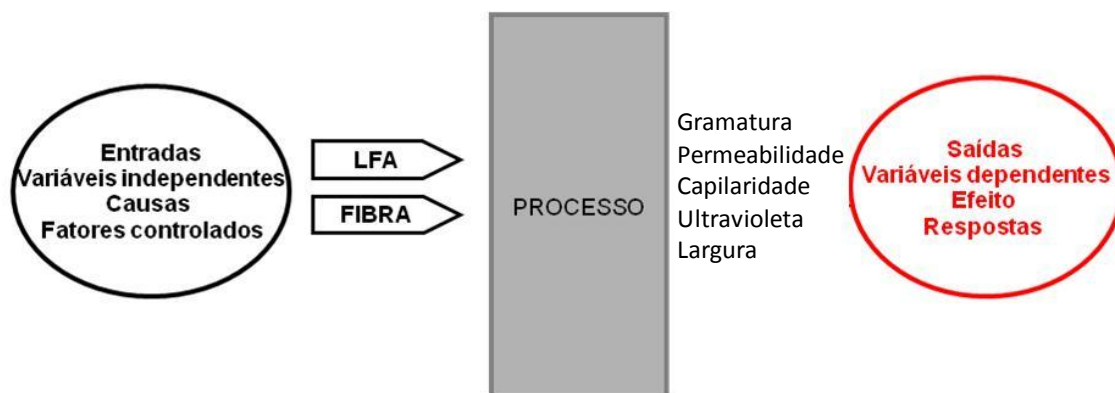 Entradas
Variáveis independentes
Causas
Fatores controlados
LFA
FIBRA
PROCESSO
Gramatura
Permeabilidade
Capilaridade
Ultravioleta
Largura
Saídas
Variáveis dependentes
Efeito
Respostas